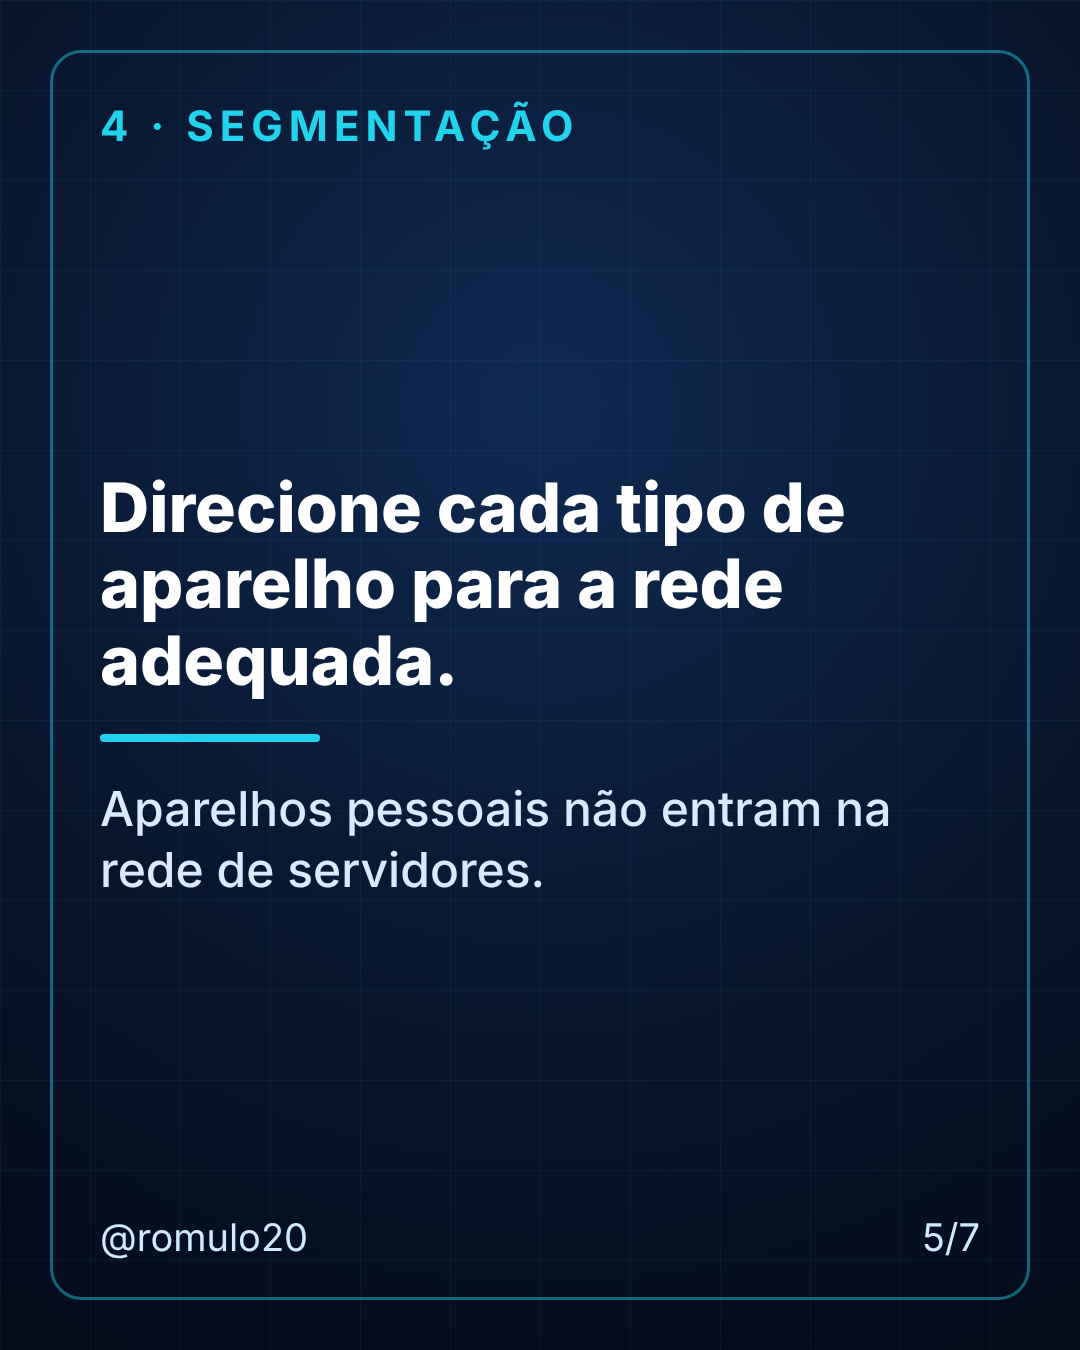 4 · SEGMENTAÇÃO
Direcione cada tipo de
aparelho para a rede
adequada.
Aparelhos pessoais não entram na
rede de servidores.
@romulo20
5/7